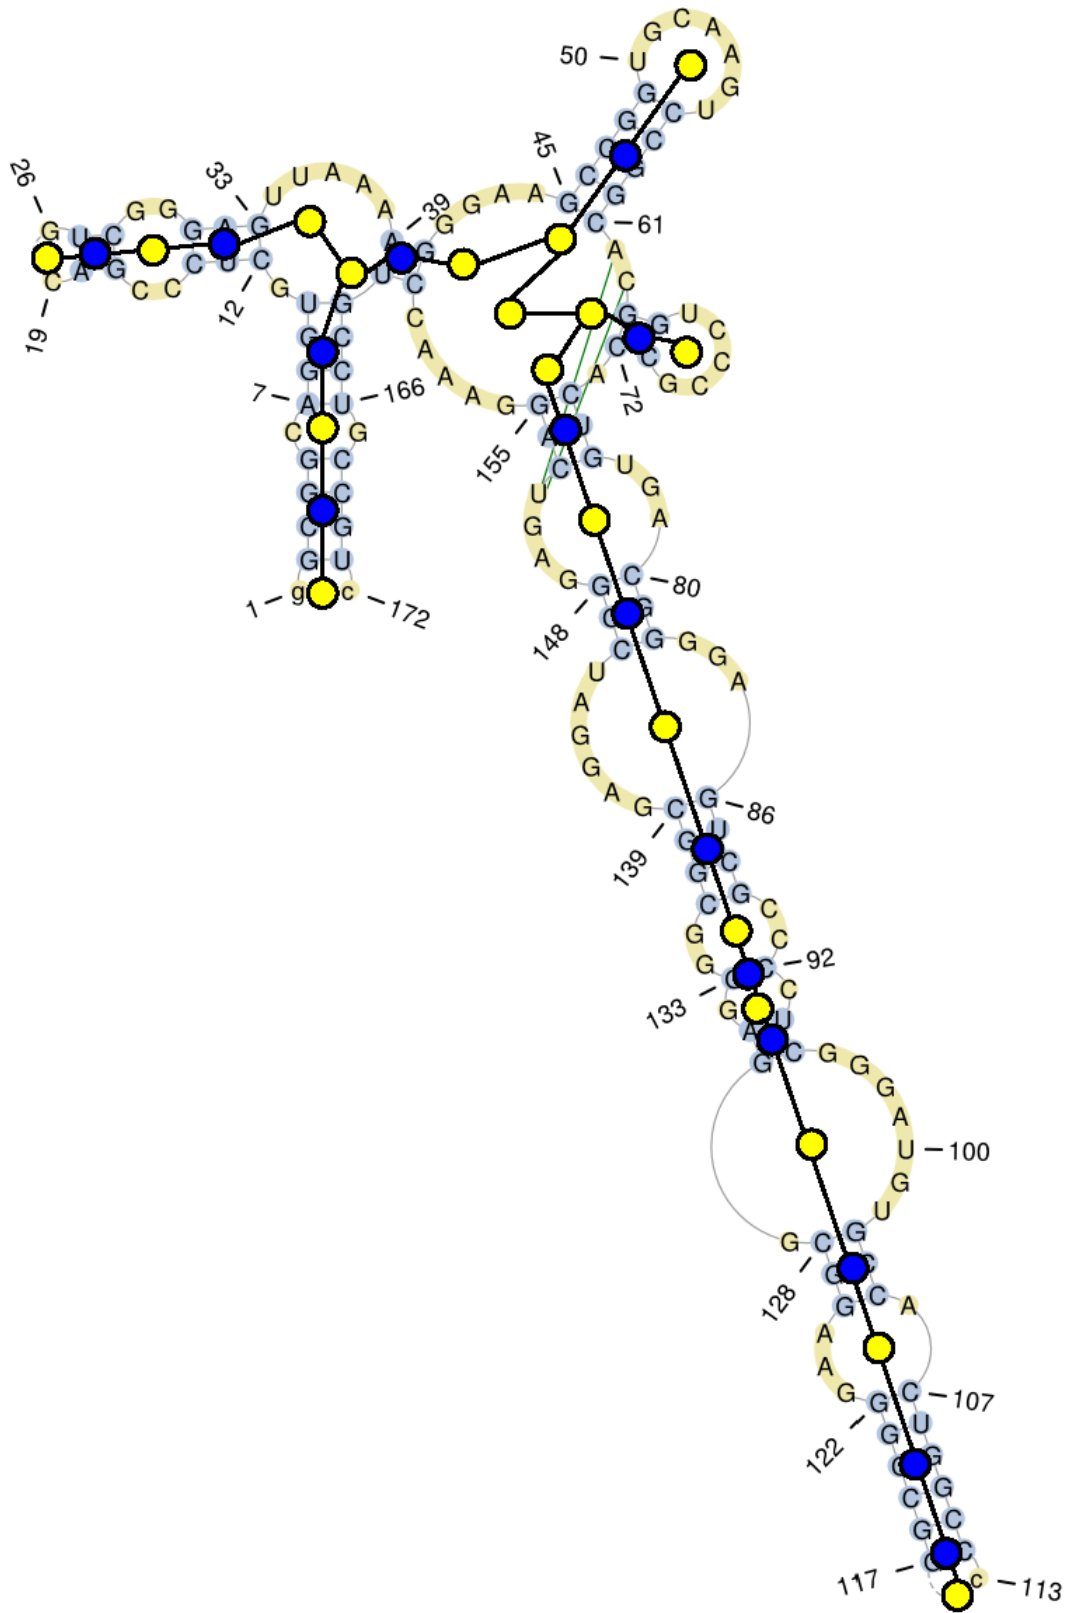 1 g G C G G C A 7 G G U G C 12 U C C C G A C 19
26 G U C G G G A G 33 U U A A A A 39
G G G A A G 45 C
G G U 50 G C A A G U C C G G C 61
A C G G U C C C G C C 72 A C U G U G A
C 80 G G G G G A
G 86 U C G C C C 92 C U C G G G A U 100 G U
G C C A
C 107 U G G C C c 113
117
G C G G 122 G A A G G C 128 G
G A G C 133 G G C G G C 139 G A G G A U
C G 148 G A G U C A G 155 G A A A C C U
G C C U 166 G C C G U c 172